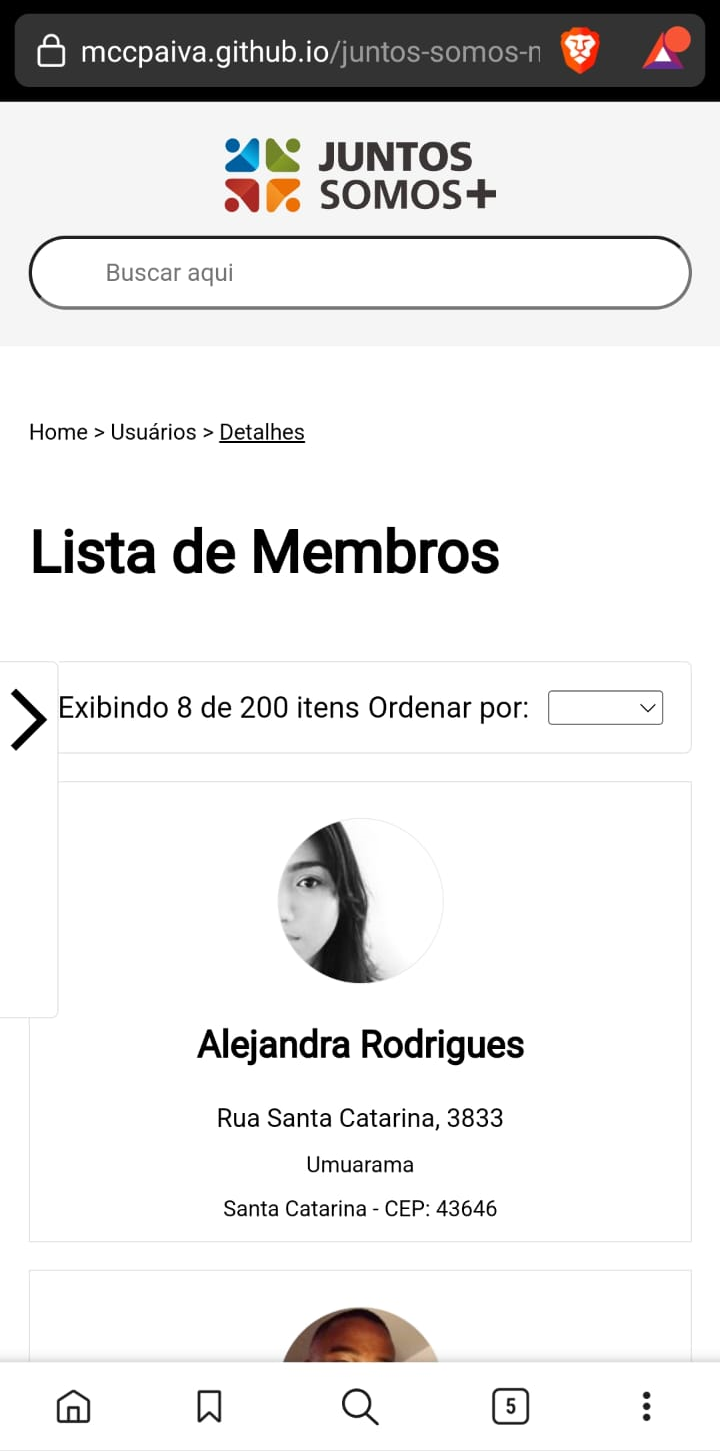 mccpaiva.github.io/juntos-somos-m
JUNTOS
SOMOS+
Buscar aqui
Home > Usuários > Detalhes
Lista de Membros
Exibindo 8 de 200 itens Ordenar por:
Alejandra Rodrigues
Rua Santa Catarina, 3833
Umuarama
Santa Catarina - CEP: 43646
5